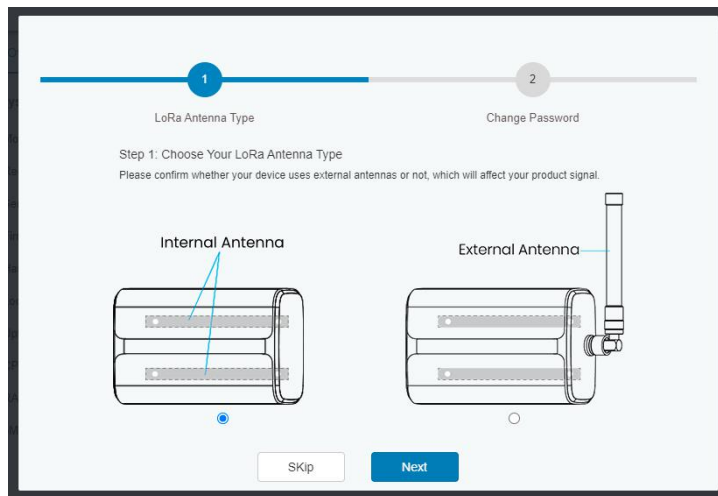 1
2
LoRa Antenna Type
Change Password
Step 1: Choose Your LoRa Antenna Type
Please confirm whether your device uses external antennas or not, which will affect your product signal.
Internal Antenna
External Antenna
SKip
Next